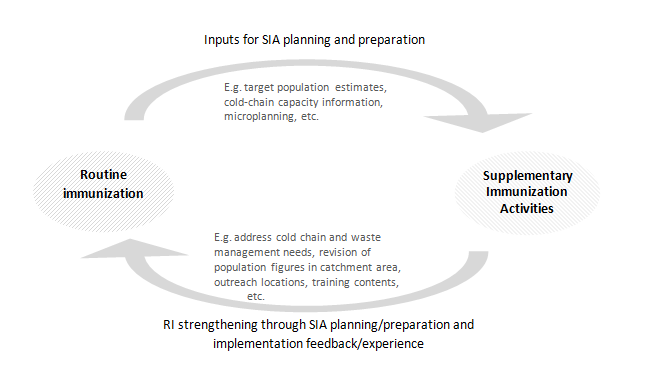 Inputs for SIA planning and preparation
E.g. target population estimates,
cold-chain capacity information,
microplanning, etc.
Routine
immunization
Supplementary
Immunization
Activities
E.g. address cold chain and waste
management needs, revision of
population figures in catchment area,
outreach locations, training contents,
etc.
RI strengthening through SIA planning/preparation and
implementation feedback/experience